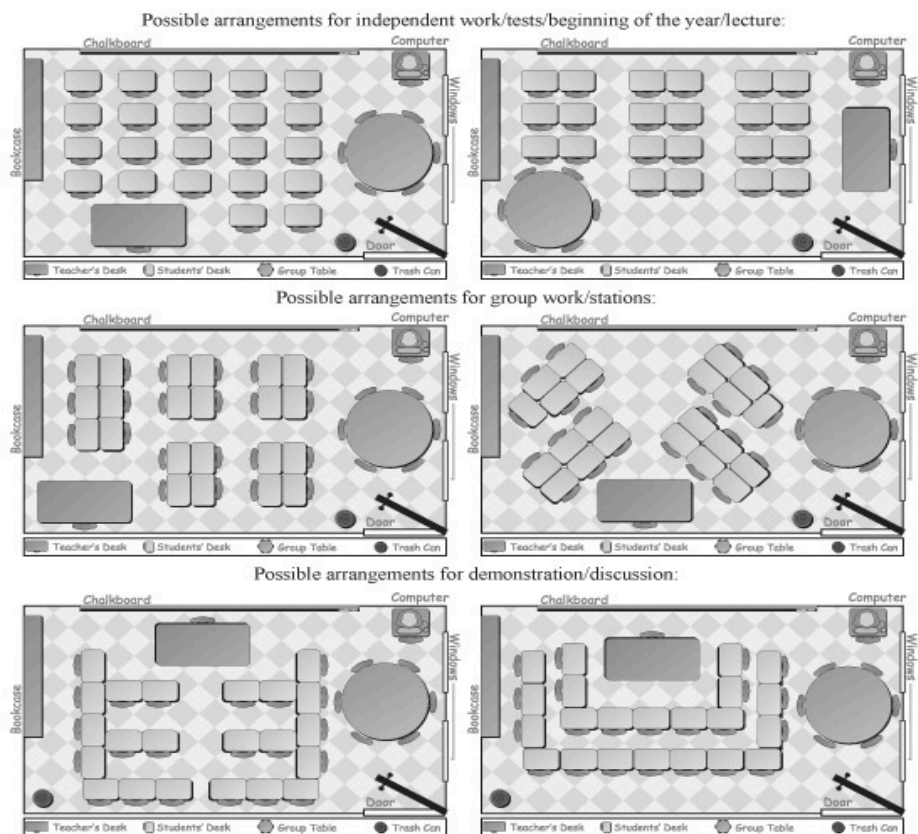 Possible arrangements for independent work/tests/beginning of the year/lecture:
Chalkboard
Computer
Bookcase
Windows
Door
Teacher's Desk Students' Desk Group Table Trash Can
Chalkboard
Computer
Bookcase
Windows
Door
Teacher's Desk Students' Desk Group Table Trash Can
Possible arrangements for group work/stations:
Chalkboard
Computer
Bookcase
Windows
Door
Teacher's Desk Students' Desk Group Table Trash Can
Chalkboard
Computer
Bookcase
Windows
Door
Teacher's Desk Students' Desk Group Table Trash Can
Possible arrangements for demonstration/discussion:
Chalkboard
Computer
Bookcase
Windows
Door
Teacher's Desk Students' Desk Group Table Trash Can
Chalkboard
Computer
Bookcase
Windows
Door
Teacher's Desk Students' Desk Group Table Trash Can